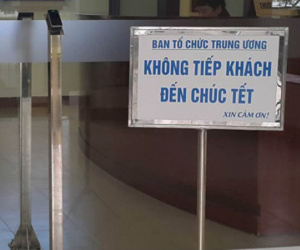 BAN TỔ CHỨC TRUNG ƯƠNG
KHÔNG TIẾP KHÁCH
ĐẾN CHÚC TẾT
XIN CẢM ƠN!